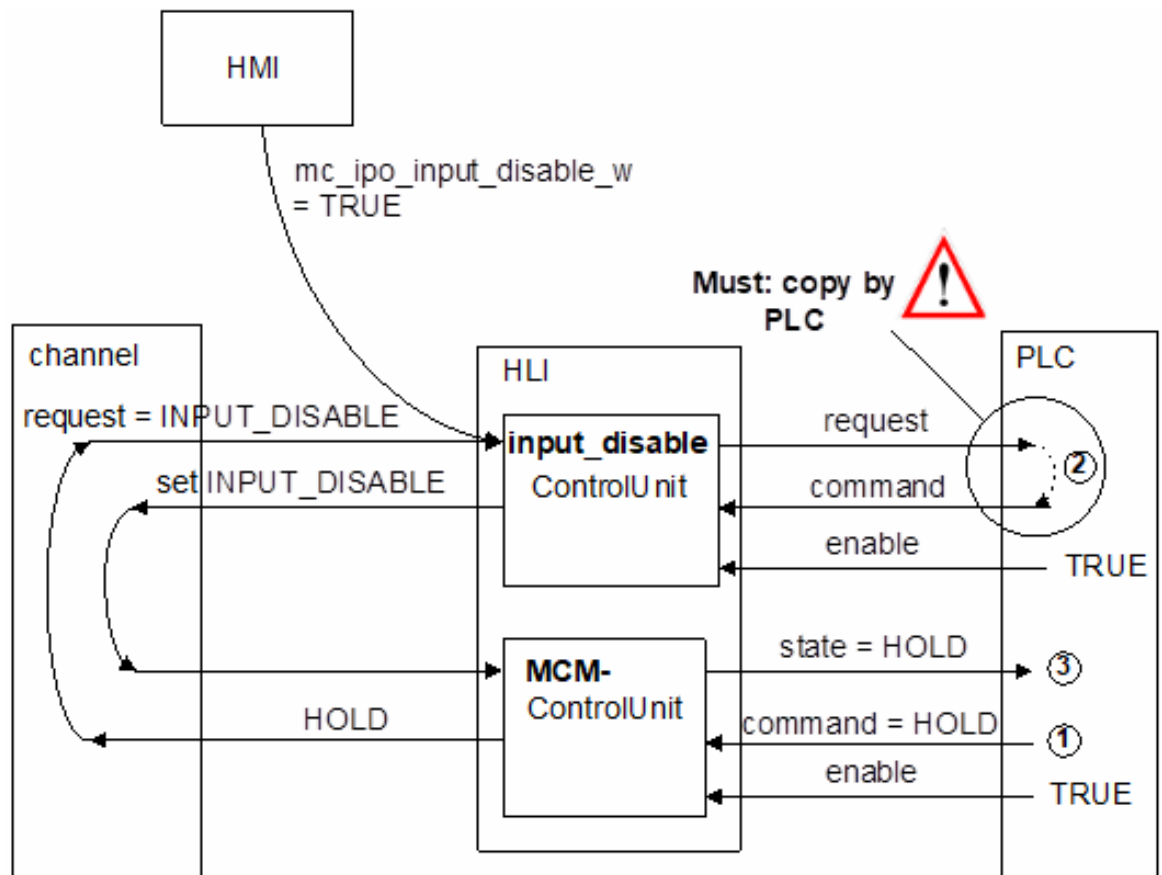 HMI
mc_ipo_input_disable_w
= TRUE
Must: copy by
PLC
!
channel
HLI
PLC
request = INPUT_DISABLE
input_disable
ControlUnit
request
set INPUT_DISABLE
command
2
enable
TRUE
MCM-
ControlUnit
state = HOLD
3
HOLD
command = HOLD
1
enable
TRUE